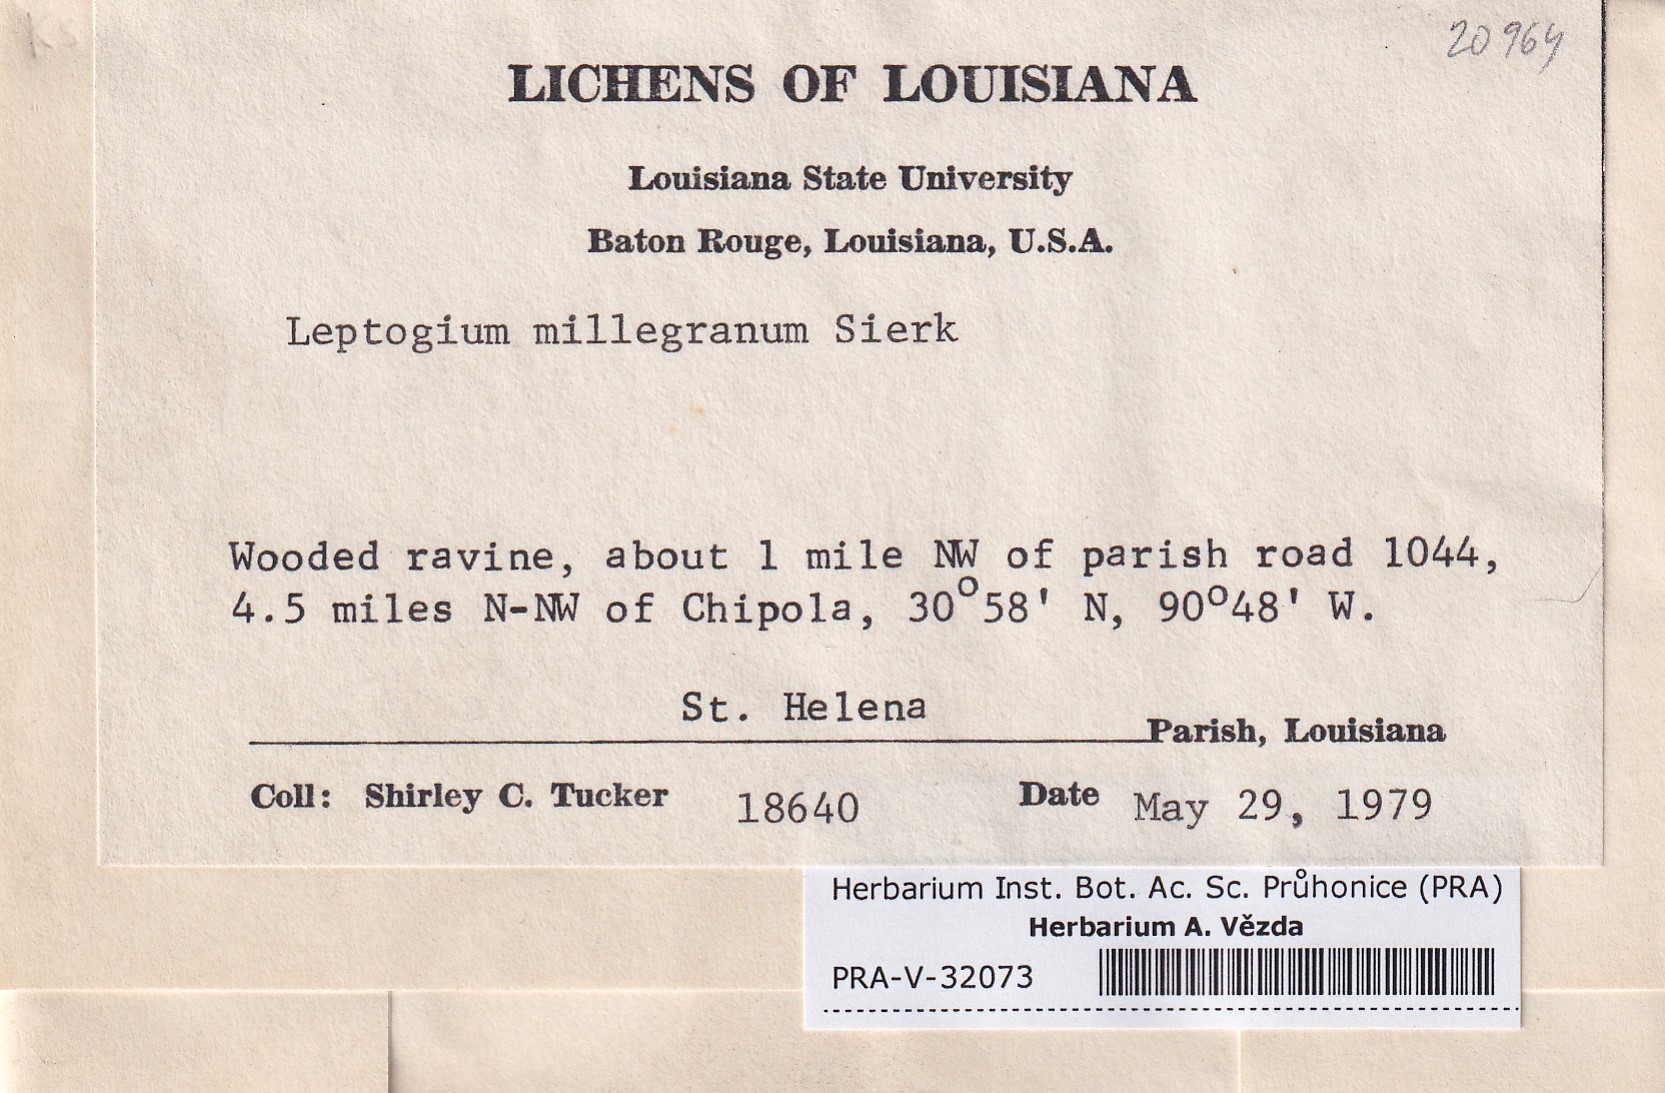 ks
20964
LICHENS OF LOUISIANA
Louisiana State University
Baton Rouge, Louisiana, U.S.A.
Leptogium millegranum Sierk
Wooded ravine, about 1 mile NW of parish road 1044,
4.5 miles N-NW of Chipola, 30°58' N, 90°48' W.
St. Helena Parish, Louisiana
Coll: Shirley C. Tucker 18640 Date May 29, 1979
Herbarium Inst. Bot. Ac. Sc. Průhonice (PRA)
Herbarium A. Vězda
PRA-V-32073